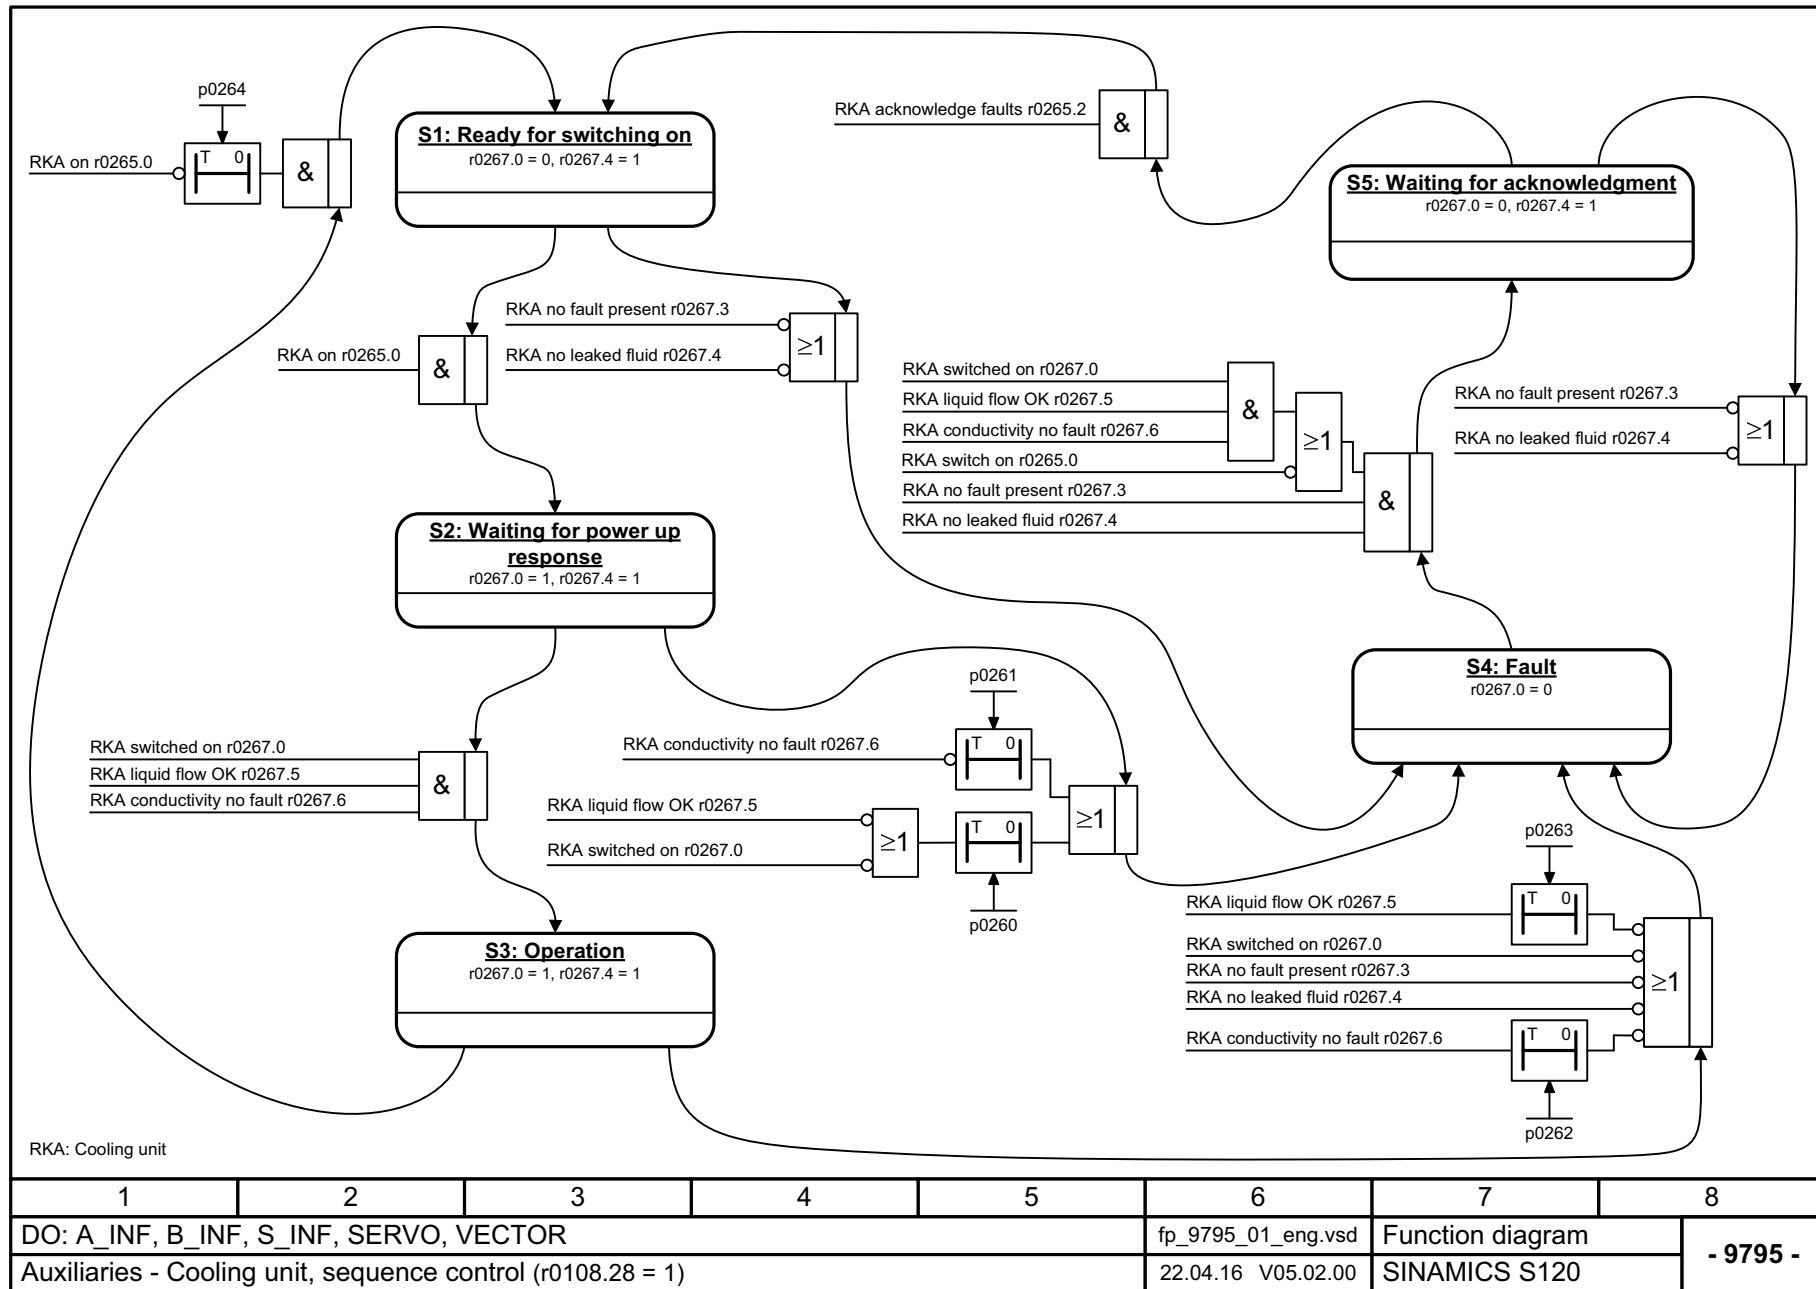 p0264
RKA on r0265.0
T 0
&
S1: Ready for switching on
r0267.0 = 0, r0267.4 = 1
RKA acknowledge faults r0265.2
&
S5: Waiting for acknowledgment
r0267.0 = 0, r0267.4 = 1
RKA on r0265.0
&
RKA no fault present r0267.3
RKA no leaked fluid r0267.4
≥1
RKA switched on r0267.0
RKA liquid flow OK r0267.5
RKA conductivity no fault r0267.6
&
RKA switch on r0265.0
≥1
RKA no fault present r0267.3
RKA no leaked fluid r0267.4
&
RKA no fault present r0267.3
RKA no leaked fluid r0267.4
≥1
S2: Waiting for power up
response
r0267.0 = 1, r0267.4 = 1
S4: Fault
r0267.0 = 0
RKA switched on r0267.0
RKA liquid flow OK r0267.5
RKA conductivity no fault r0267.6
&
p0261
RKA conductivity no fault r0267.6
T 0
RKA liquid flow OK r0267.5
RKA switched on r0267.0
≥1
T 0
p0260
≥1
S3: Operation
r0267.0 = 1, r0267.4 = 1
p0263
RKA liquid flow OK r0267.5
T 0
RKA switched on r0267.0
RKA no fault present r0267.3
RKA no leaked fluid r0267.4
RKA conductivity no fault r0267.6
T 0
≥1
p0262
RKA: Cooling unit
1 2 3 4 5 6 7 8
DO: A_INF, B_INF, S_INF, SERVO, VECTOR
fp_9795_01_eng.vsd
Function diagram
- 9795 -
Auxiliaries - Cooling unit, sequence control (r0108.28 = 1)
22.04.16 V05.02.00
SINAMICS S120